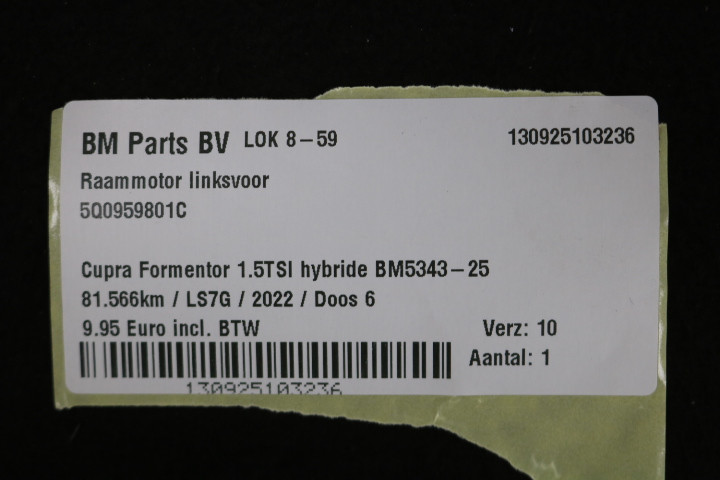 BM Parts BV LOK 8-59 130925103236
Raammotor linksvoor
5Q0959801C
Cupra Formentor 1.5TSI hybride BM5343-25
81.566km / LS7G / 2022 / Doos 6
9.95 Euro incl. BTW Verz: 10
Aantal: 1
130925103236